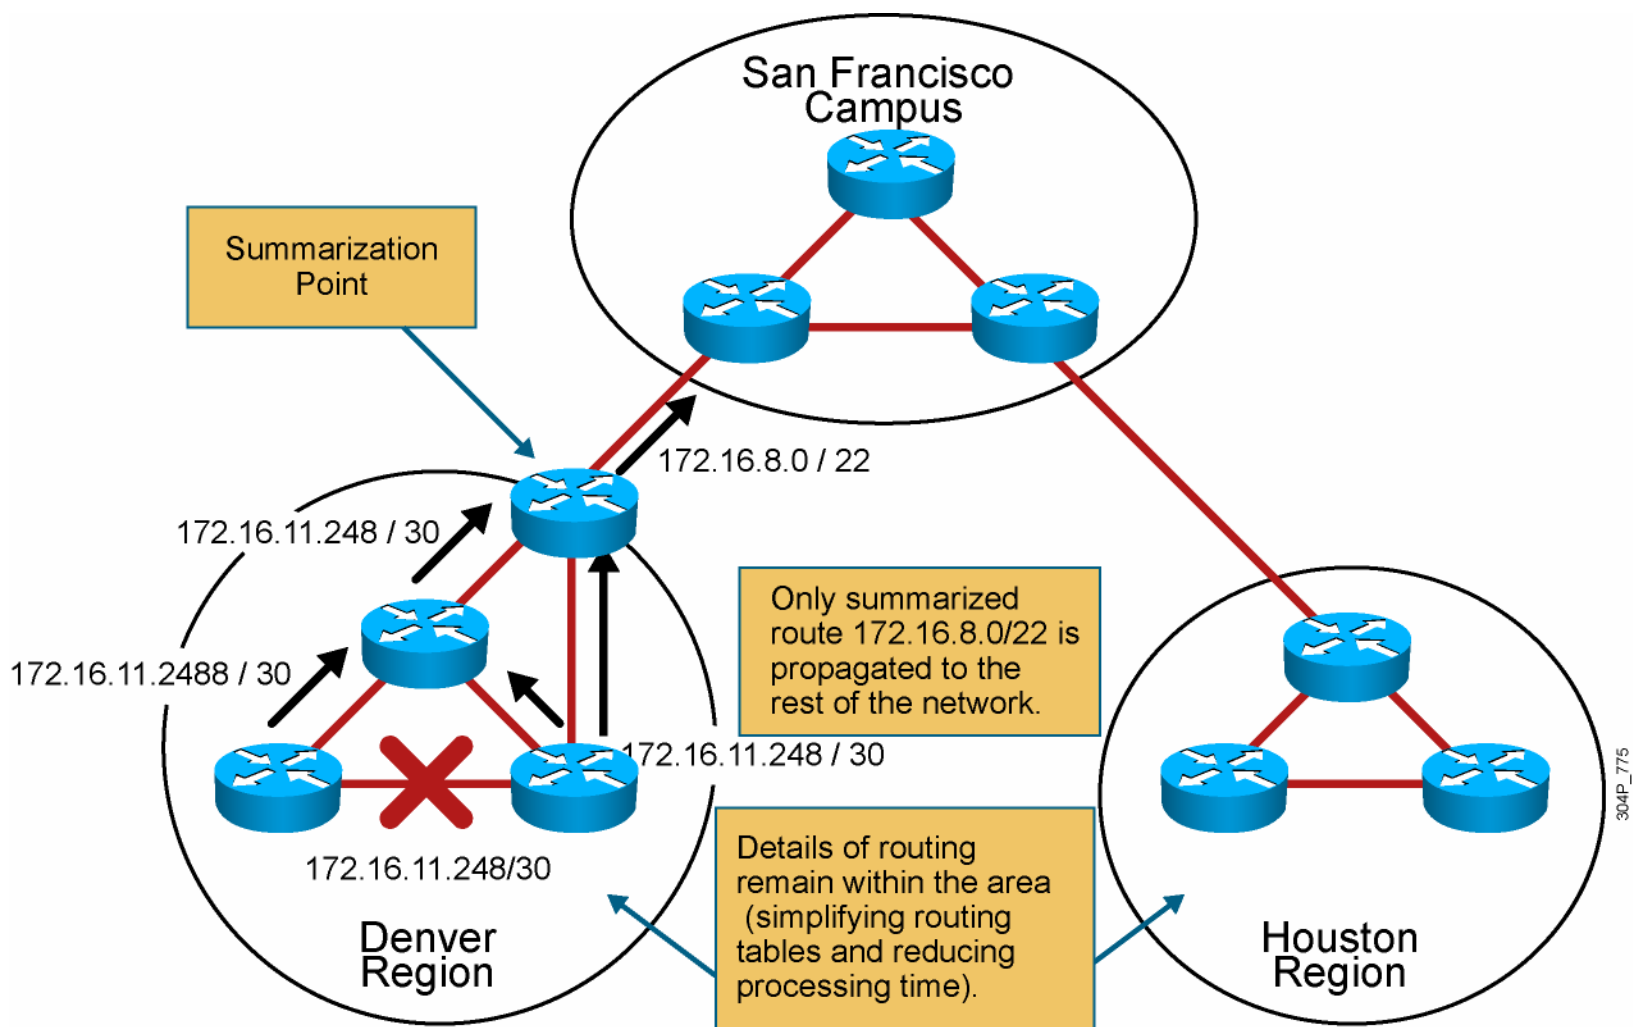 San Francisco
Campus
Summarization
Point
172.16.8.0 / 22
172.16.11.248 / 30
Only summarized
route 172.16.8.0/22 is
propagated to the
rest of the network.
172.16.11.2488 / 30
172.16.11.248 / 30
172.16.11.248/30
Details of routing
remain within the area
(simplifying routing
tables and reducing
processing time).
Denver
Region
Houston
Region
304P_775